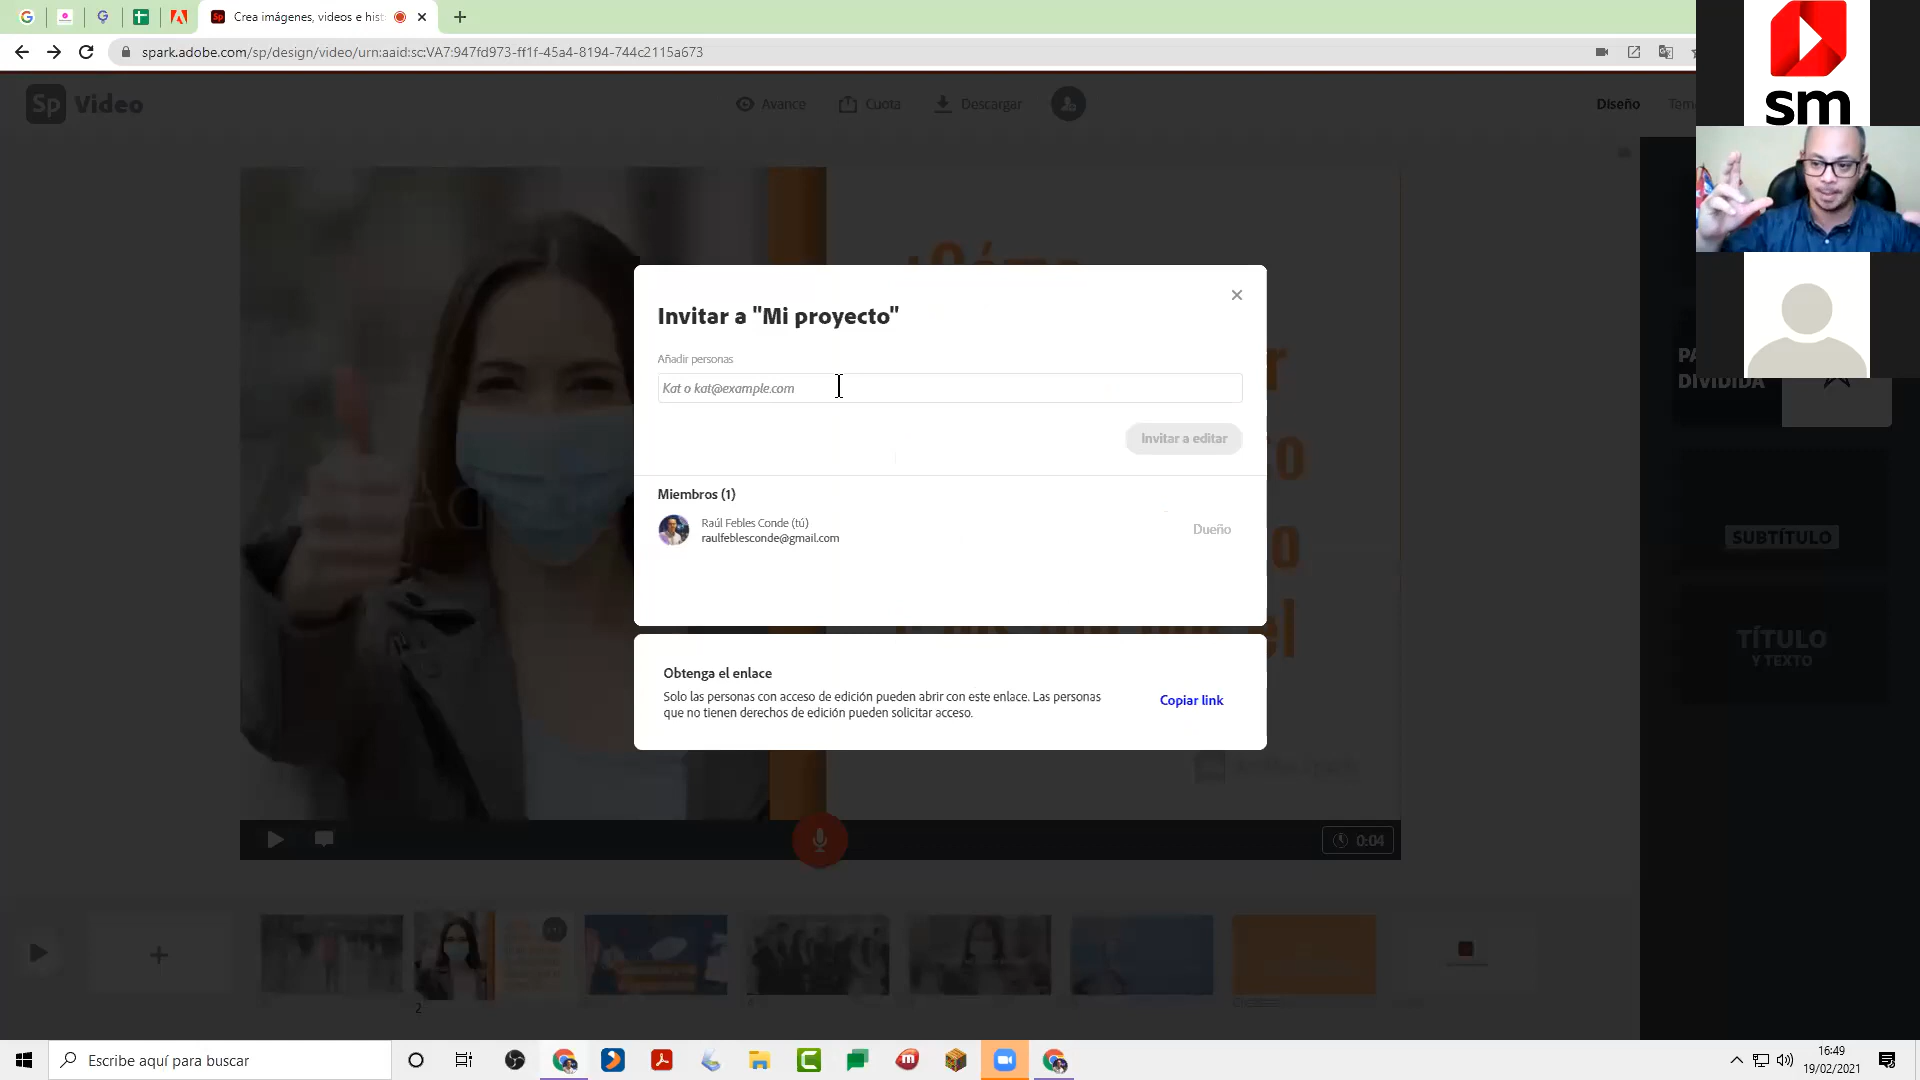 Crea imágenes, videos e hist
spark.adobe.com/sp/design/video/urn:aaid:sc:VA7:947fd973-ff1f-45a4-8194-744c2115a673
Sp Video
Avance
Cuota
Descargar
Diseño
Tem
sm
Invitar a "Mi proyecto"
Añadir personas
Kat o kat@example.com
Invitar a editar
Miembros (1)
Raúl Febles Conde (tú)
raulfeblesconde@gmail.com
Dueño
Obtenga el enlace
Solo las personas con acceso de edición pueden abrir con este enlace. Las personas
que no tienen derechos de edición pueden solicitar acceso.
Copiar link
DIVIDIDA
SUBTÍTULO
TÍTULO
Y TEXTO
0:04
2
Escribe aquí para buscar
16:49
19/02/2021